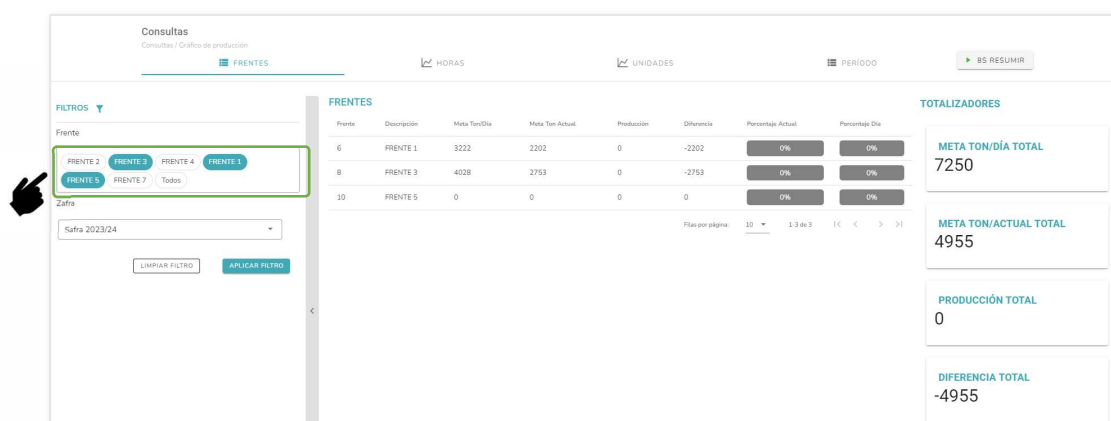 Consultas
Consultas / Gráfico de producción
FRENTES
HORAS
UNIDADES
PERÍODO
8S RESUMIR
FILTROS
Frente
FRENTE 2 FRENTE 3 FRENTE 4 FRENTE 1
FRENTE 5 FRENTE 7 Todos
Zafra
Safra 2023/24
LIMPIAR FILTRO APLICAR FILTRO
FRENTES
Frente Descripción Meta Ton/Día Meta Ton Actual Producción Diferencia Porcentaje Actual Porcentaje Día
6 FRENTE 1 3222 2202 0 -2202 0% 0%
8 FRENTE 3 4028 2753 0 -2753 0% 0%
10 FRENTE 5 0 0 0 0 0% 0%
Filas por página: 10 1-3 de 3
TOTALIZADORES
META TON/DÍA TOTAL
7250
META TON/ACTUAL TOTAL
4955
PRODUCCIÓN TOTAL
0
DIFERENCIA TOTAL
-4955